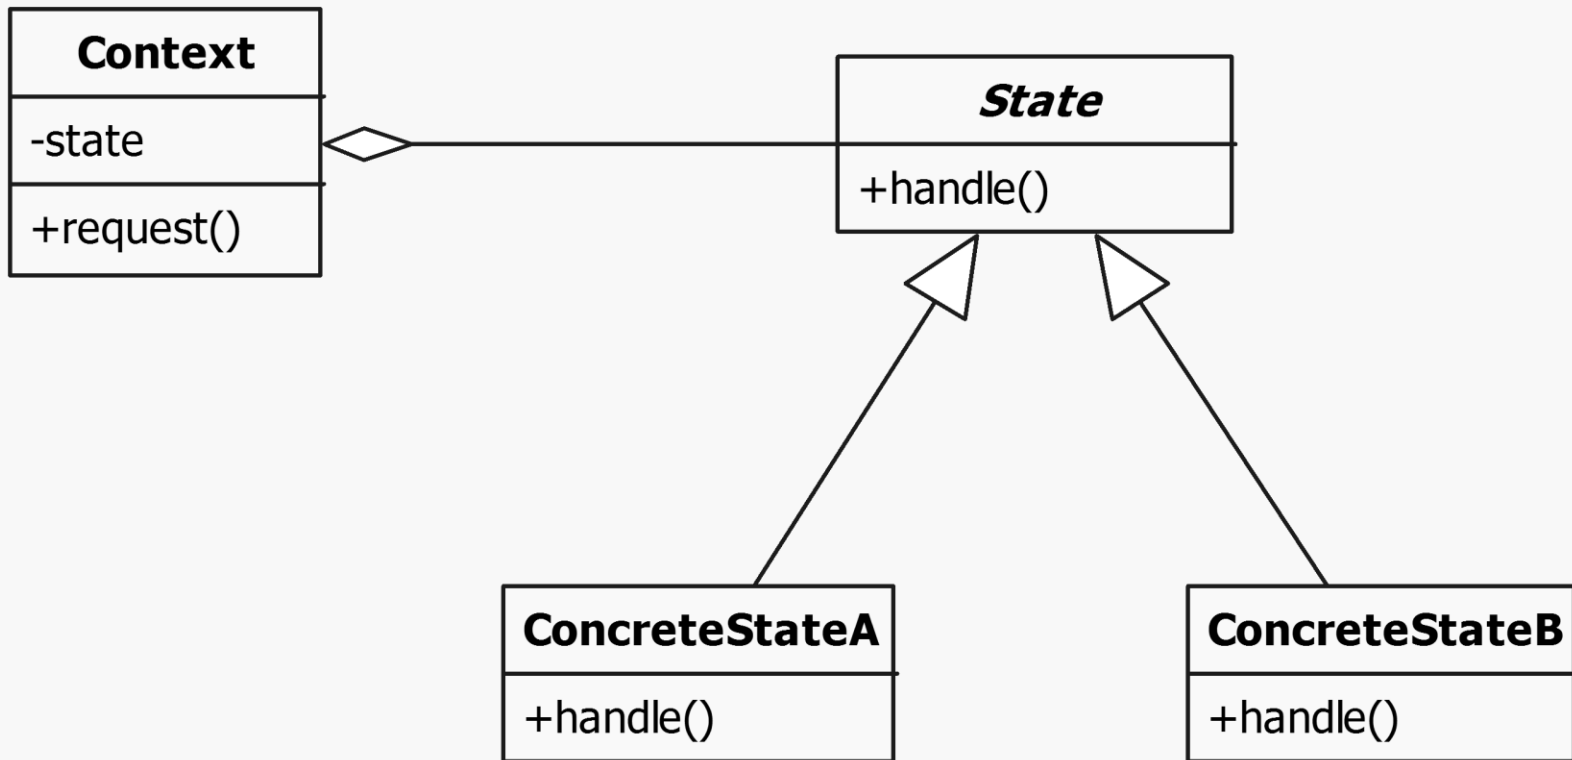 Context
-state
+request()
State
+handle()
ConcreteStateA
+handle()
ConcreteStateB
+handle()